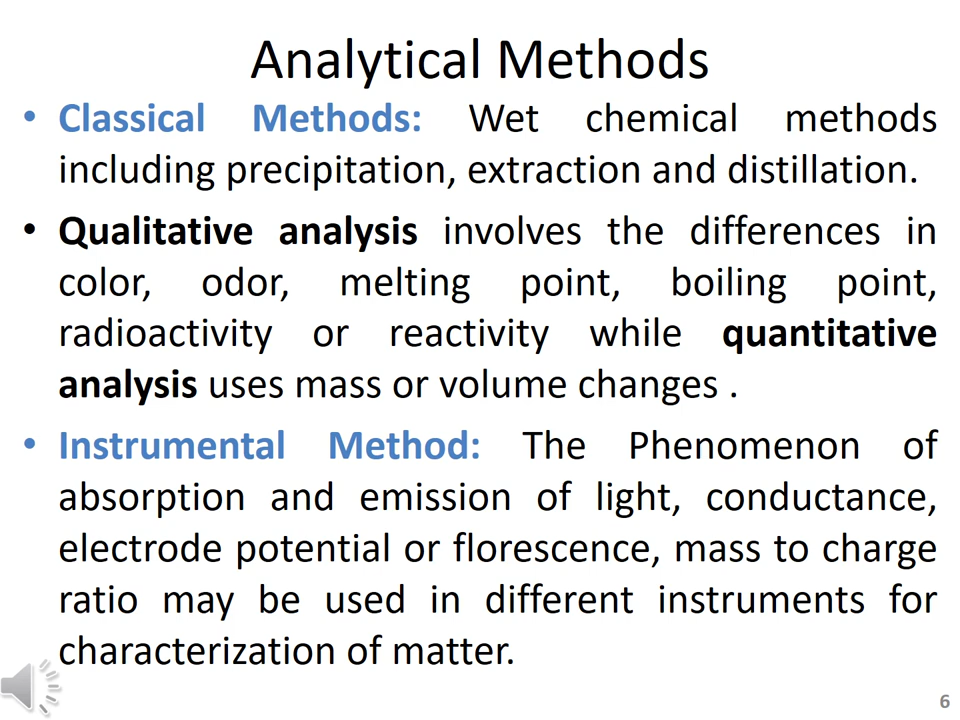 Analytical Methods
• Classical Methods: Wet chemical methods
including precipitation, extraction and distillation.
• Qualitative analysis involves the differences in
color, odor, melting point, boiling point,
radioactivity or reactivity while quantitative
analysis uses mass or volume changes .
• Instrumental Method: The Phenomenon of
absorption and emission of light, conductance,
electrode potential or florescence, mass to charge
ratio may be used in different instruments for
characterization of matter.
6